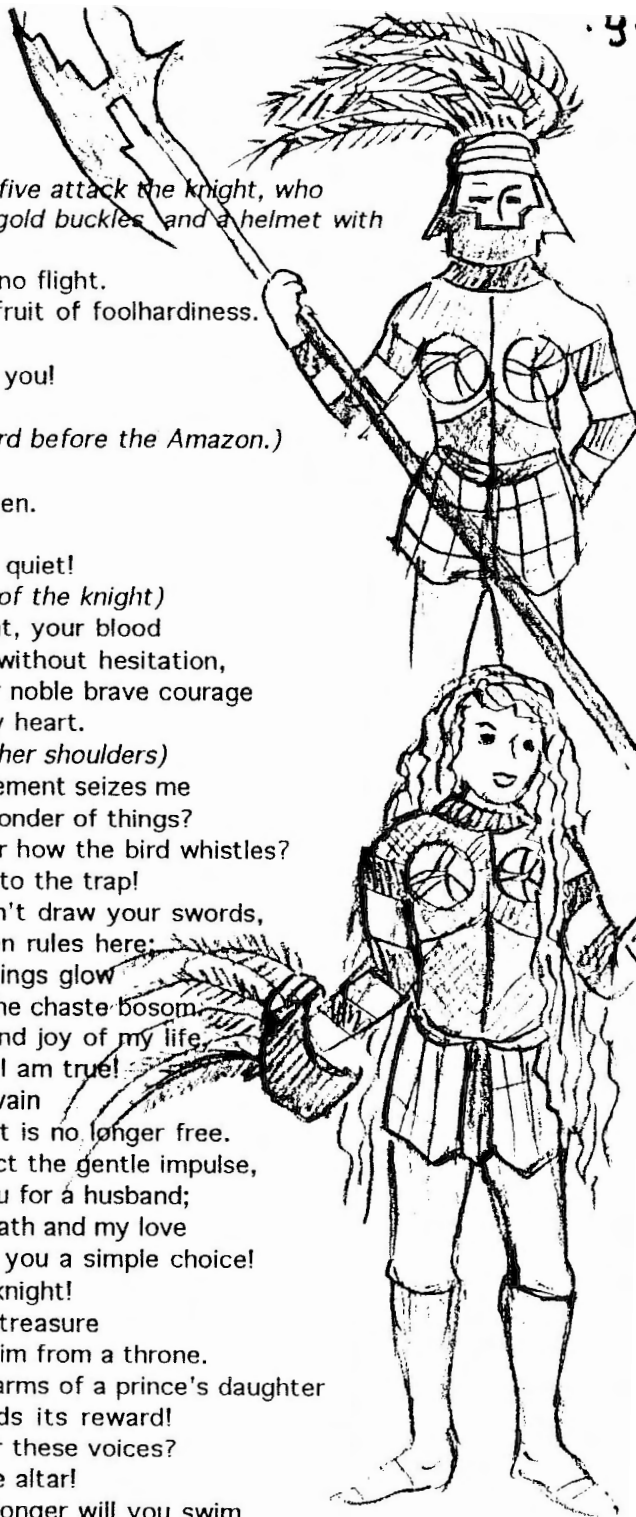 · y
five attack the knight, who
gold buckles and a helmet with
no flight.
fruit of foolhardiness.
you!
rd before the Amazon.)
en.
quiet!
of the knight)
t, your blood
without hesitation,
noble brave courage
y heart.
her shoulders)
ement seizes me
onder of things?
r how the bird whistles?
to the trap!
n't draw your swords,
n rules here;
ings glow
ne chaste bosom,
nd joy of my life,
I am true!
vain
t is no longer free.
ct the gentle impulse,
u for a husband;
ath and my love
you a simple choice!
knight!
treasure
im from a throne.
arms of a prince's daughter
ds its reward!
r these voices?
e altar!
onger will you swim